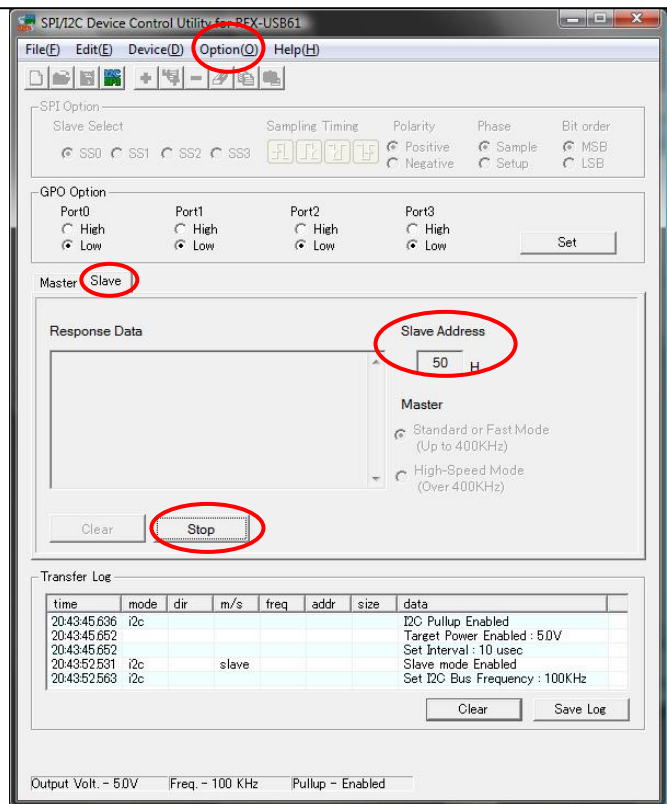 SPI/I2C Device Control Utility for REX-USB61
File(F) Edit(E) Device(D) Option(O) Help(H)
SPI Option
Slave Select Sampling Timing Polarity Phase Bit order
SS0 SS1 SS2 SS3 Positive Sample MSB
Negative Setup LSB
GPO Option
Port0 Port1 Port2 Port3
High High High High
Low Low Low Low Set
Master Slave
Response Data Slave Address
50 H
Master
Standard or Fast Mode
(Up to 400KHz)
High-Speed Mode
(Over 400KHz)
Clear Stop
Transfer Log
time mode dir m/s freq addr size data
20:43:45.636 i2c I2C Pullup Enabled
20:43:45.652 Target Power Enabled : 5.0V
20:43:45.652 Set Interval : 10 usec
20:43:52.531 i2c slave Slave mode Enabled
20:43:52.563 i2c Set I2C Bus Frequency : 100KHz
Clear Save Log
Output Volt. - 5.0V Freq. - 100 KHz Pullup - Enabled